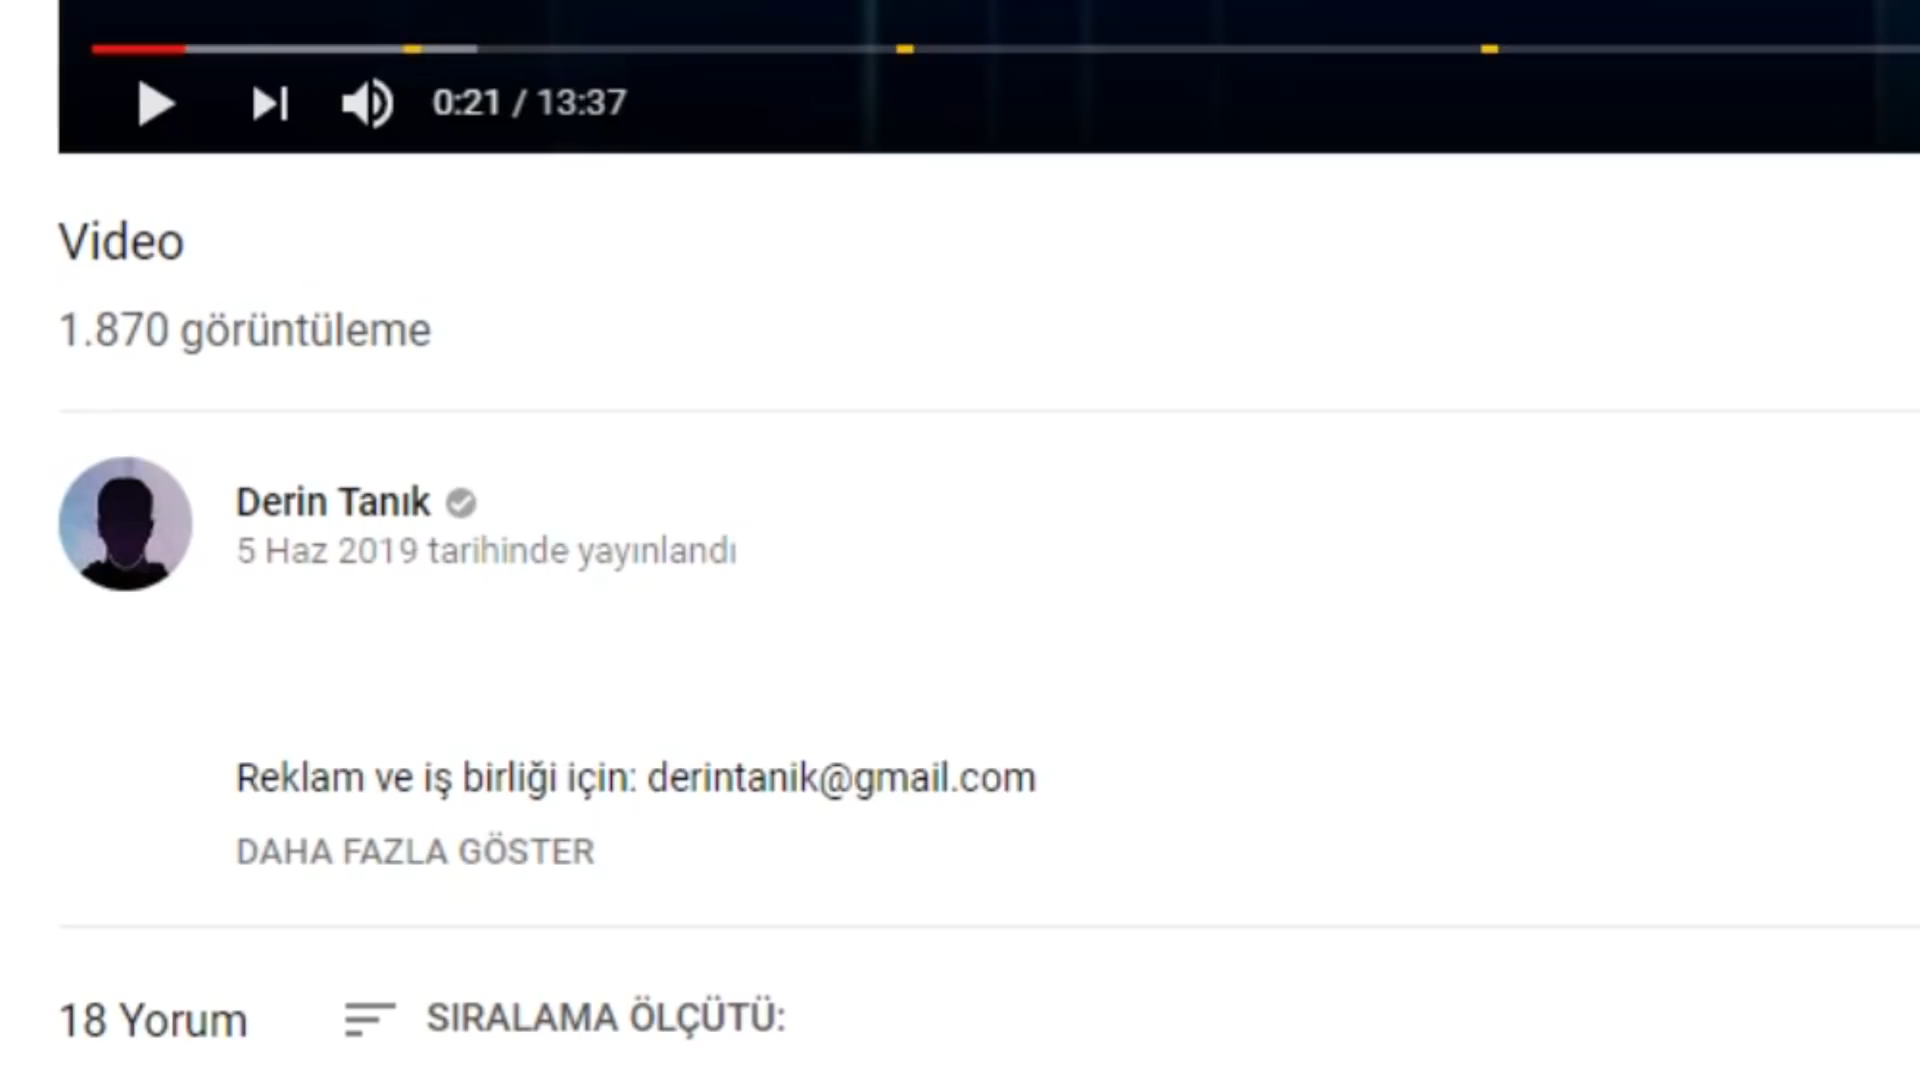 0:21 / 13:37
Video
1.870 görüntüleme
Derin Tanık
5 Haz 2019 tarihinde yayınlandı
Reklam ve iş birliği için: derintanik@gmail.com
DAHA FAZLA GÖSTER
18 Yorum
SIRALAMA ÖLÇÜTÜ: